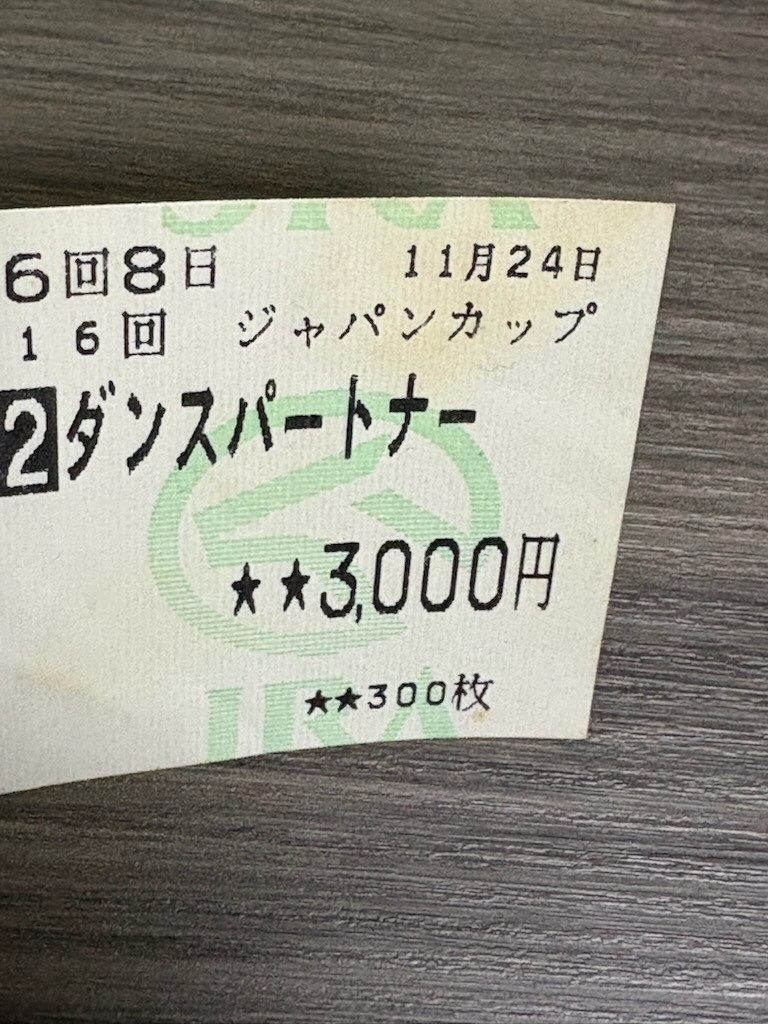 JRA
6回8日 11月24日
16回 ジャパンカップ
2ダンスパートナー
★★3,000円
★★300枚
JRA